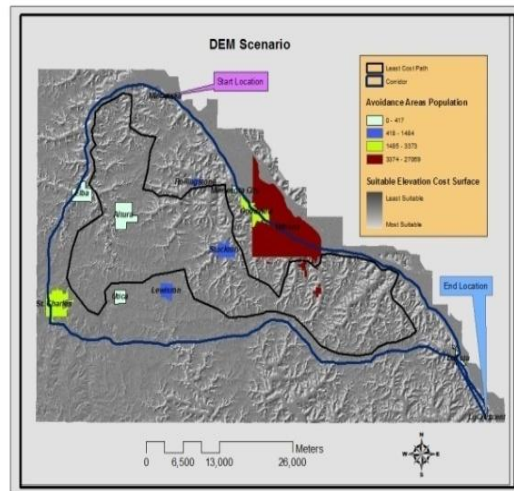 DEM Scenario
Start Location
Least Cost Path
Corridor
Avoidance Areas Population
0 - 417
418 - 1484
1485 - 3373
3374 - 27069
Suitable Elevation Cost Surface
Least Suitable
Most Suitable
Altura
Stockton
St. Charles
Utica
Lewiston
End Location
Meters
0 6,500 13,000 26,000
N
W E
S